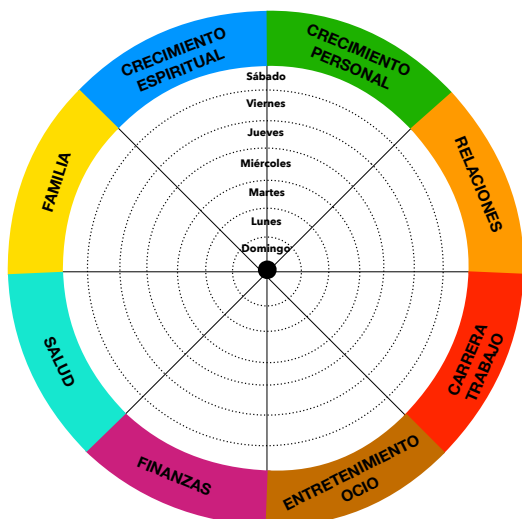 CRECIMIENTO
ESPIRITUAL
CRECIMIENTO
PERSONAL
RELACIONES
CARRERA
TRABAJO
ENTRETENIMIENTO
OCIO
FINANZAS
SALUD
FAMILIA
Sábado
Viernes
Jueves
Miércoles
Martes
Lunes
Domingo